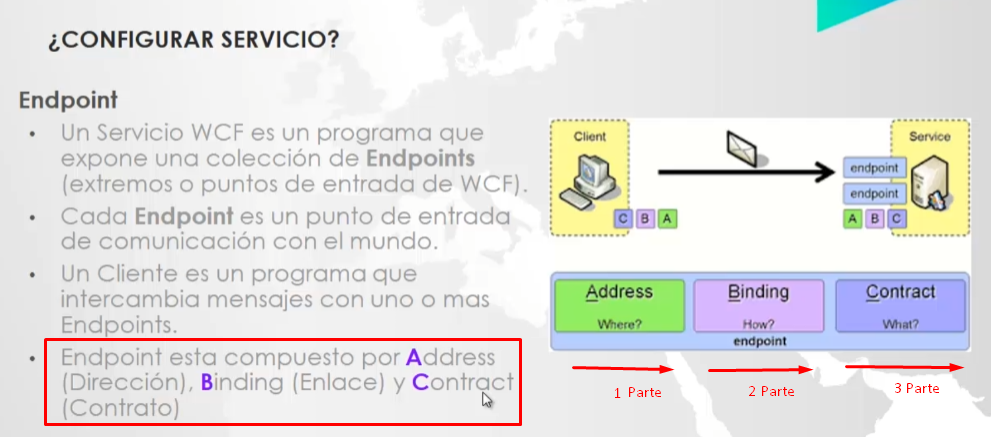 ¿CONFIGURAR SERVICIO?
Endpoint
• Un Servicio WCF es un programa que
expone una colección de Endpoints
(extremos o puntos de entrada de WCF).
• Cada Endpoint es un punto de entrada
de comunicación con el mundo.
• Un Cliente es un programa que
intercambia mensajes con uno o mas
Endpoints.
• Endpoint esta compuesto por Address
(Dirección), Binding (Enlace) y Contract
(Contrato)
Client
Service
endpoint
endpoint
C B A
A B C
Address
Where?
Binding
How?
Contract
What?
endpoint
1 Parte
2 Parte
3 Parte